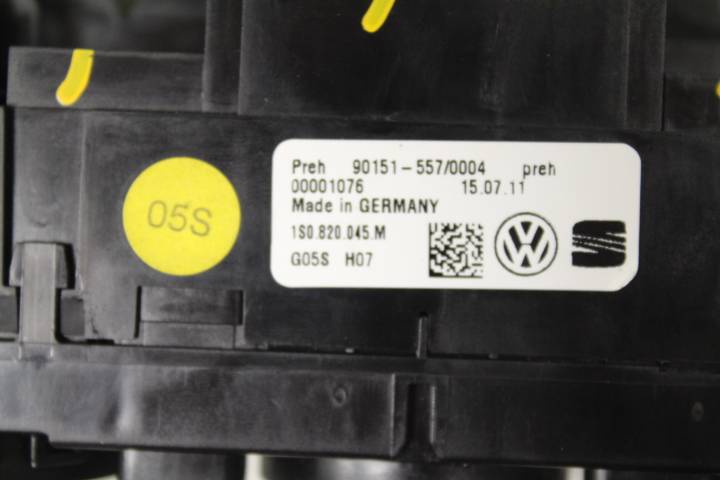 Preh 90151-557/0004 preh
00001076 15.07.11
Made in GERMANY
1S0.820.045.M
G05S H07
05S